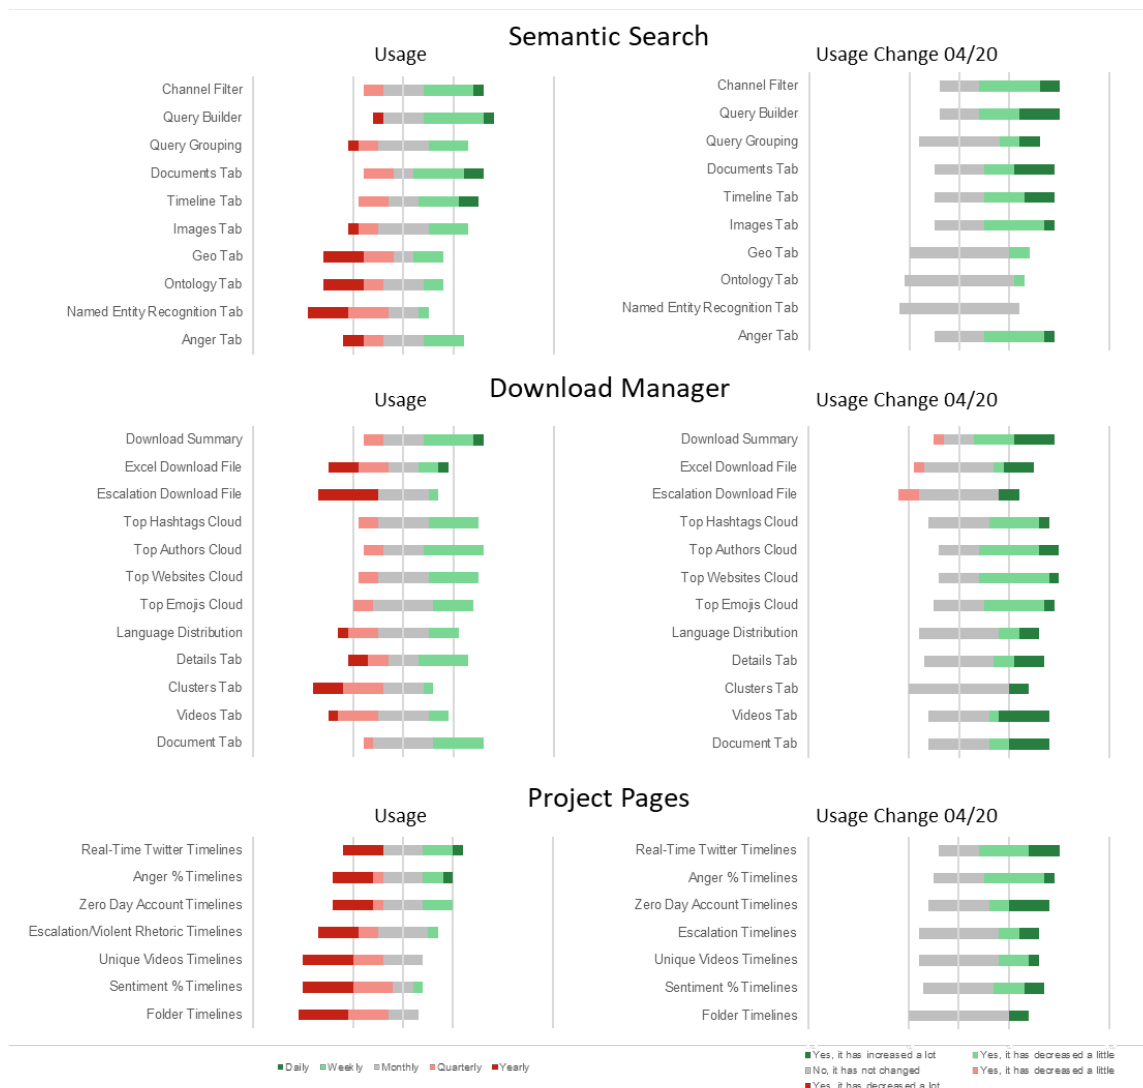 Semantic Search
Usage
Usage Change 04/20
Channel Filter
Channel Filter
Query Builder
Query Builder
Query Grouping
Query Grouping
Documents Tab
Documents Tab
Timeline Tab
Timeline Tab
Images Tab
Images Tab
Geo Tab
Geo Tab
Ontology Tab
Ontology Tab
Named Entity Recognition Tab
Named Entity Recognition Tab
Anger Tab
Anger Tab
Download Manager
Usage
Usage Change 04/20
Download Summary
Download Summary
Excel Download File
Excel Download File
Escalation Download File
Escalation Download File
Top Hashtags Cloud
Top Hashtags Cloud
Top Authors Cloud
Top Authors Cloud
Top Websites Cloud
Top Websites Cloud
Top Emojis Cloud
Top Emojis Cloud
Language Distribution
Language Distribution
Details Tab
Details Tab
Clusters Tab
Clusters Tab
Videos Tab
Videos Tab
Document Tab
Document Tab
Project Pages
Usage
Usage Change 04/20
Real-Time Twitter Timelines
Real-Time Twitter Timelines
Anger % Timelines
Anger % Timelines
Zero Day Account Timelines
Zero Day Account Timelines
Escalation/Violent Rhetoric Timelines
Escalation Timelines
Unique Videos Timelines
Unique Videos Timelines
Sentiment % Timelines
Sentiment % Timelines
Folder Timelines
Folder Timelines
Daily Weekly Monthly Quarterly Yearly
Yes, it has increased a lot
Yes, it has decreased a little
No, it has not changed
Yes, it has decreased a little
Yes, it has decreased a lot